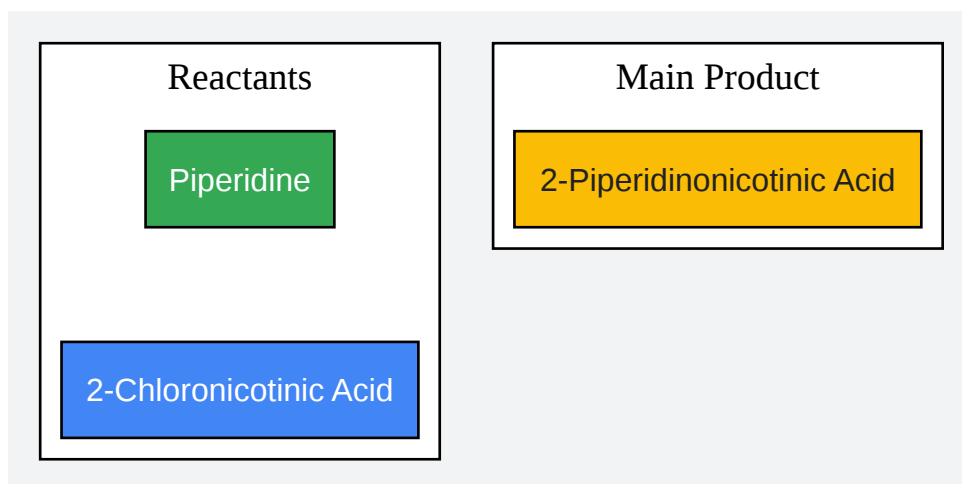 Reactants
Piperidine
2-Chloronicotinic Acid
Main Product
2-Piperidinonicotinic Acid